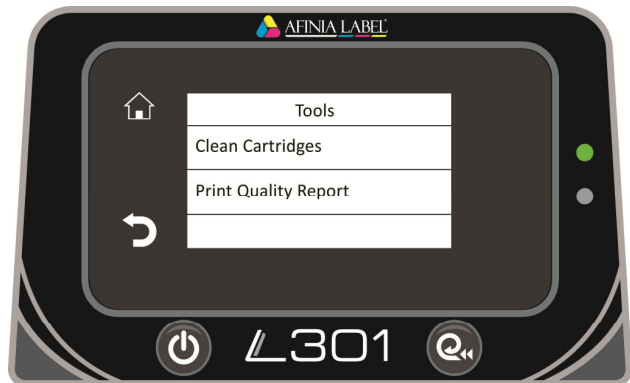 AFINIA LABEL
Tools
Clean Cartridges
Print Quality Report
L301